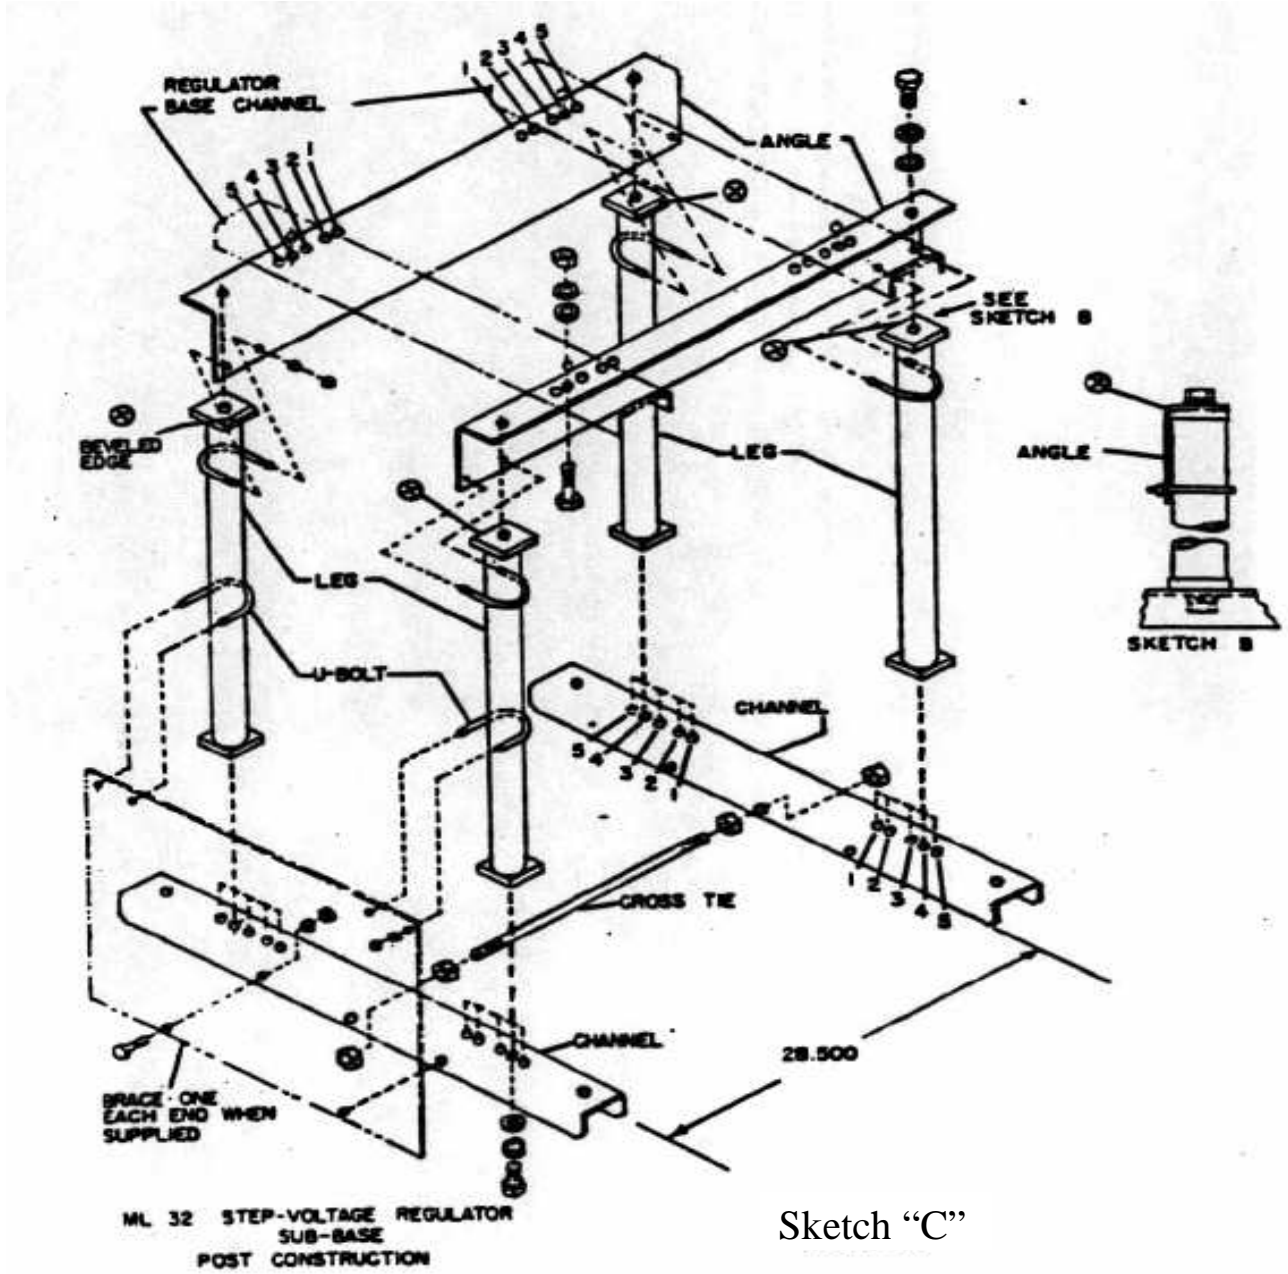 1 2 3 4 5
REGULATOR
BASE CHANNEL
ANGLE
5 4 3 2 1
SEE
SKETCH B
BEVELED
EDGE
LEG
ANGLE
LEG
SKETCH B
U-BOLT
CHANNEL
5 4 3 2 1
1 2 3 4 5
CROSS TIE
CHANNEL
28.500
BRACE-ONE
EACH END WHEN
SUPPLIED
ML 32 STEP-VOLTAGE REGULATOR
SUB-BASE
POST CONSTRUCTION
Sketch “C”